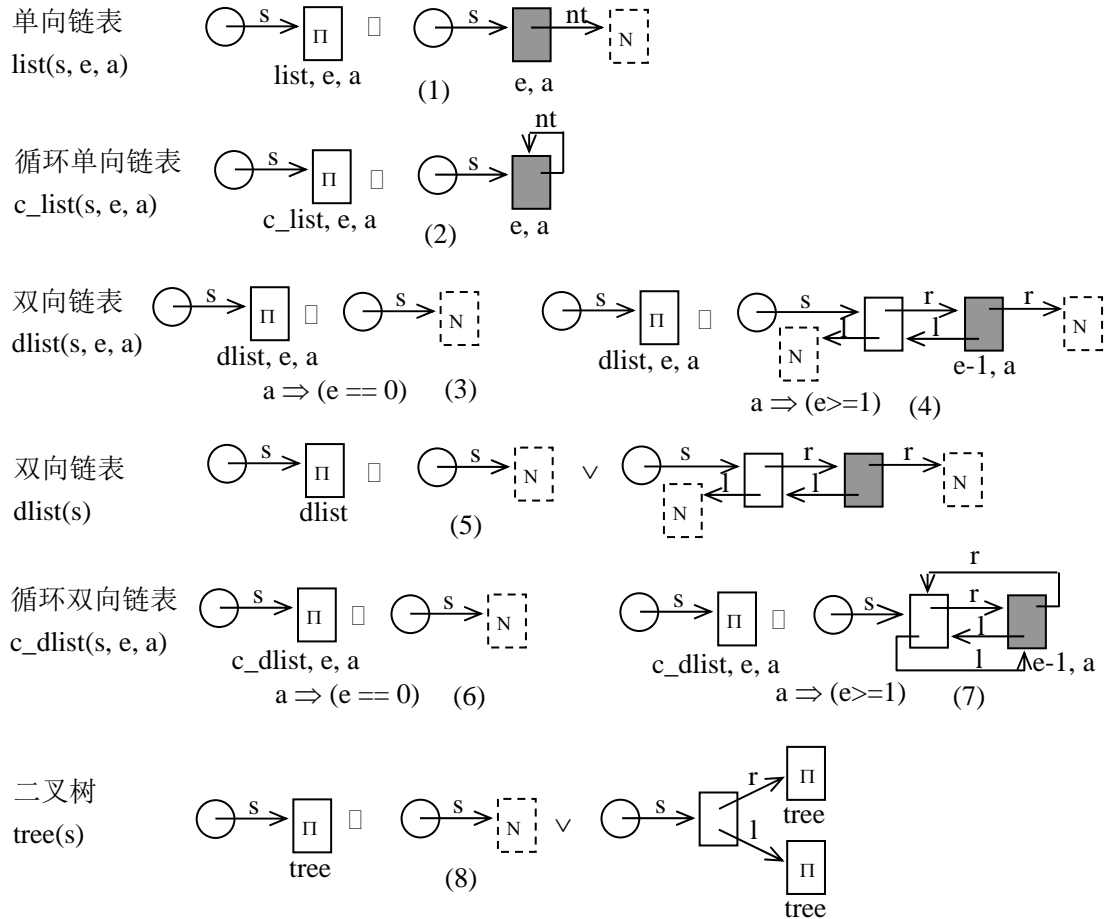 单向链表
list(s, e, a)
s
Π
list, e, a
(1)
s
nt
N
e, a
循环单向链表
c_list(s, e, a)
s
Π
c_list, e, a
(2)
s
nt
e, a
双向链表
dlist(s, e, a)
s
Π
dlist, e, a
s
N
a ⇒ (e == 0) (3)
s
Π
dlist, e, a
s
r
r
l
l
N
N
e-1, a
a ⇒ (e>=1) (4)
双向链表
dlist(s)
s
Π
dlist
(5)
s
N
∨
s
r
r
l
l
N
N
循环双向链表
c_dlist(s, e, a)
s
Π
c_dlist, e, a
s
N
a ⇒ (e == 0) (6)
s
Π
c_dlist, e, a
s
r
r
l
l
e-1, a
a ⇒ (e>=1) (7)
二叉树
tree(s)
s
Π
tree
(8)
s
N
∨
s
r
l
Π
tree
Π
tree